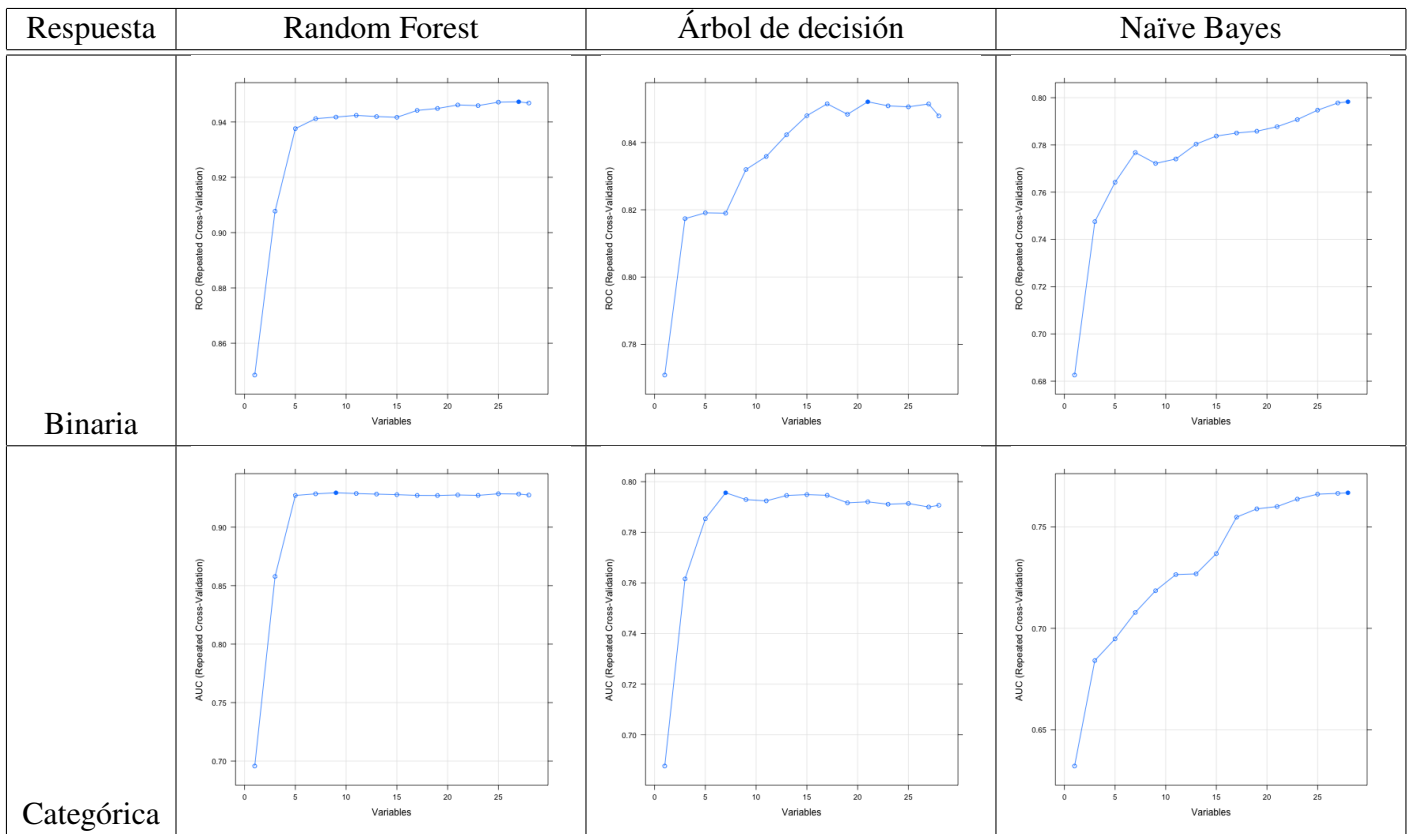 Respuesta
Random Forest
Árbol de decisión
Naïve Bayes
Binaria
ROC (Repeated Cross-Validation)
0.94
0.92
0.90
0.88
0.86
0 5 10 15 20 25
Variables
ROC (Repeated Cross-Validation)
0.84
0.82
0.80
0.78
0 5 10 15 20 25
Variables
ROC (Repeated Cross-Validation)
0.80
0.78
0.76
0.74
0.72
0.70
0.68
0 5 10 15 20 25
Variables
Categórica
AUC (Repeated Cross-Validation)
0.90
0.85
0.80
0.75
0.70
0 5 10 15 20 25
Variables
AUC (Repeated Cross-Validation)
0.80
0.78
0.76
0.74
0.72
0.70
0 5 10 15 20 25
Variables
AUC (Repeated Cross-Validation)
0.75
0.70
0.65
0 5 10 15 20 25
Variables